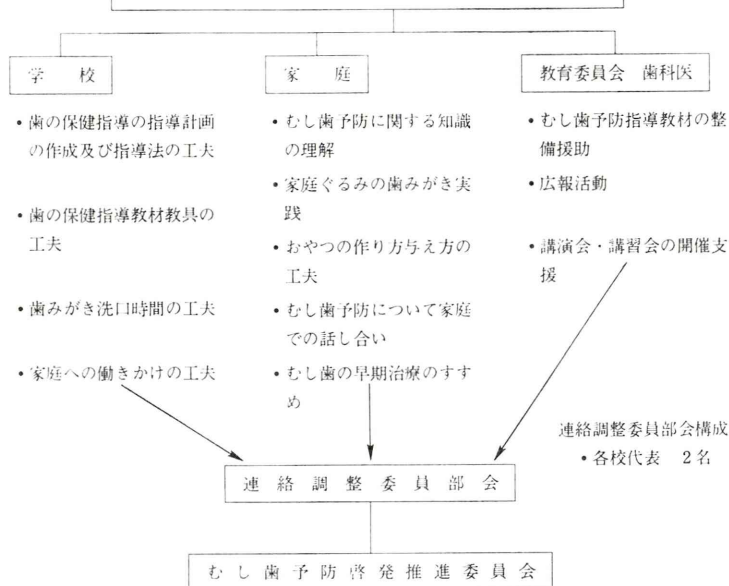 学校
・歯の保健指導の指導計画
の作成及び指導法の工夫
・歯の保健指導教材教具の
工夫
・歯みがき洗口時間の工夫
・家庭への働きかけの工夫
家庭
・むし歯予防に関する知識
の理解
・家庭ぐるみの歯みがき実
践
・おやつの作り方与え方の
工夫
・むし歯予防について家庭
での話し合い
・むし歯の早期治療のすす
め
教育委員会　歯科医
・むし歯予防指導教材の整
備援助
・広報活動
・講演会・講習会の開催支
援
連絡調整委員部会構成
・各校代表　2名
連絡調整委員部会
むし歯予防啓発推進委員会